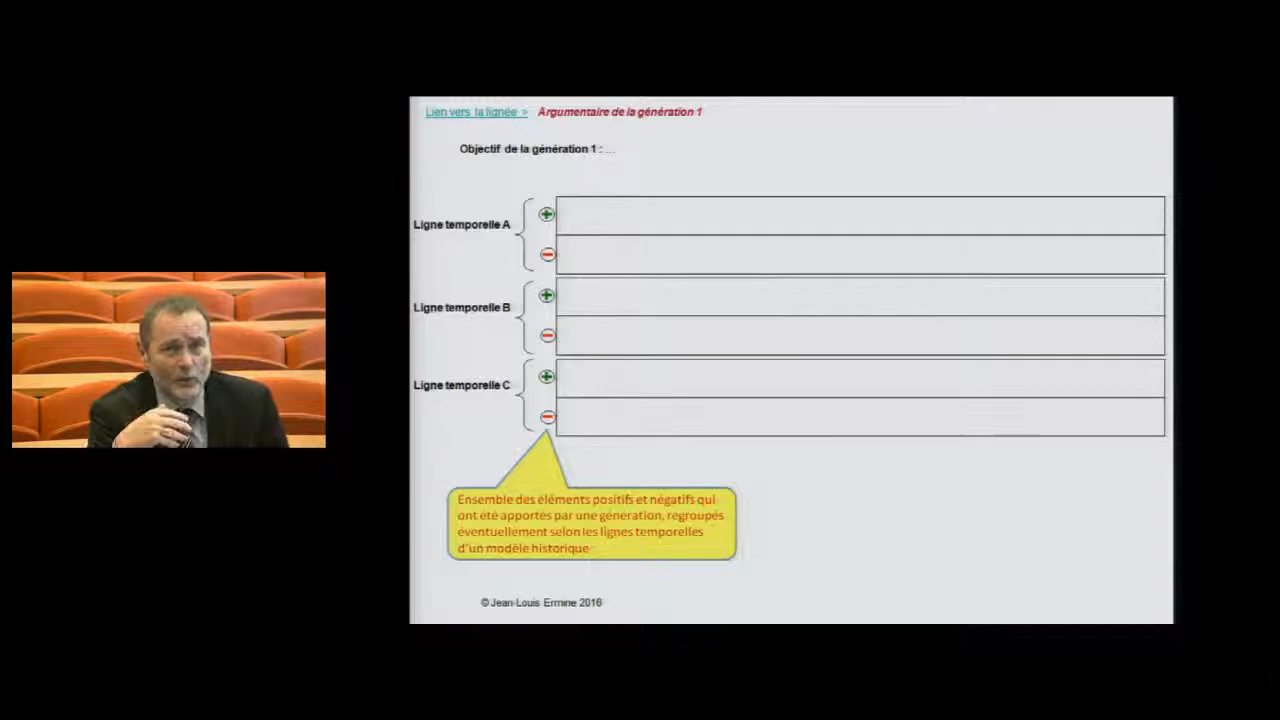 Lien vers la lignée > Argumentaire de la génération 1
Objectif de la génération 1 : ...
Ligne temporelle A
Ligne temporelle B
Ligne temporelle C
Ensemble des éléments positifs et négatifs qui
ont été apportés par une génération, regroupés
éventuellement selon les lignes temporelles
d'un modèle historique
© Jean-Louis Ermine 2016